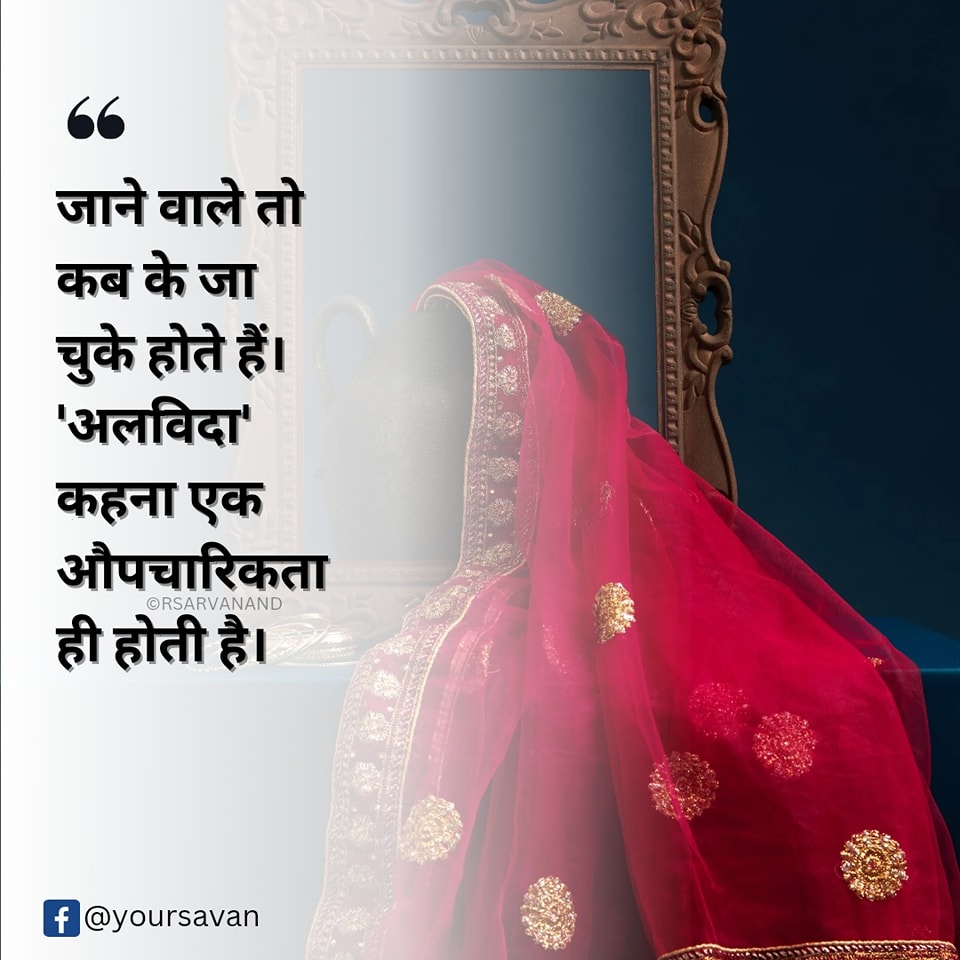 ❝
जाने वाले तो
कब के जा
चुके होते हैं।
'अलविदा'
कहना एक
औपचारिकता
©RSARVANAND
ही होती है।
@yoursavan